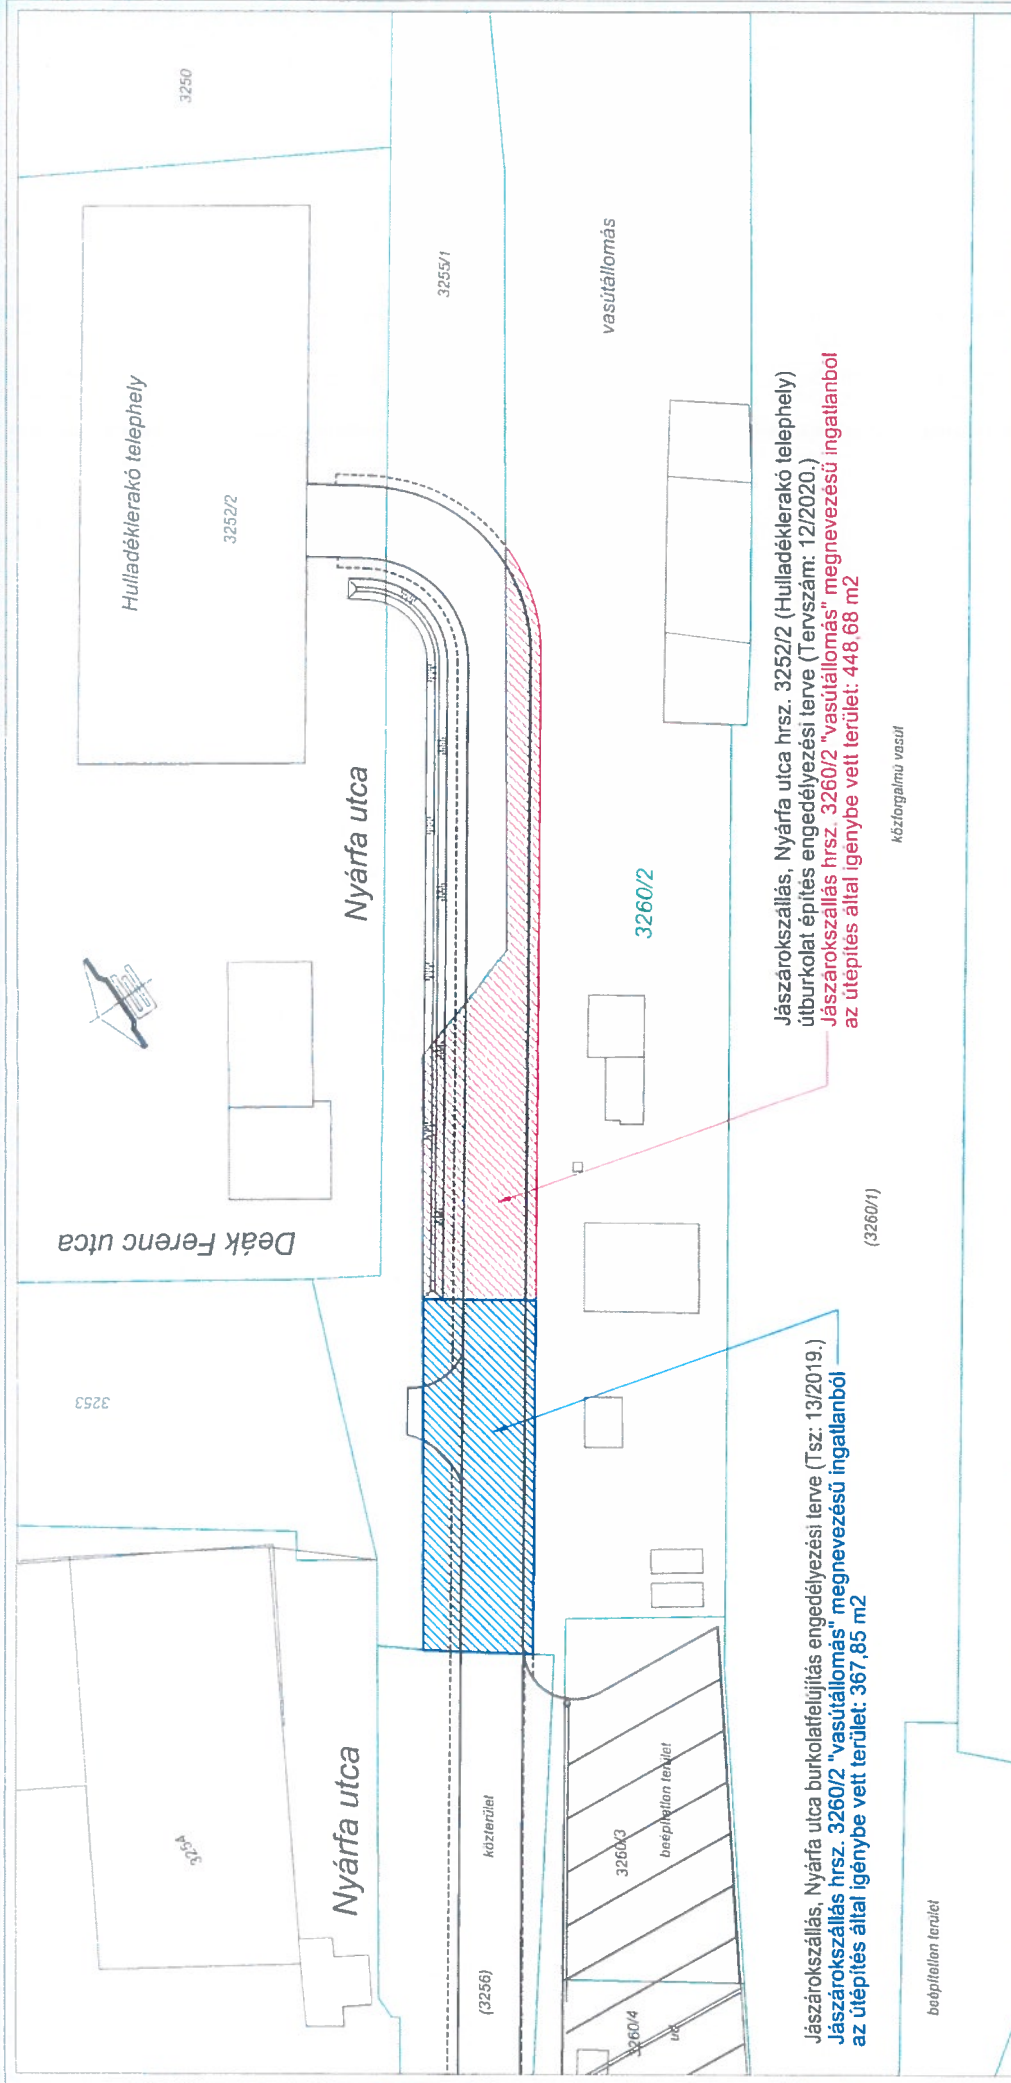 3250
Hulladéklerakó telephely
3252/2
3255/1
vasútállomás
Nyárfa utca
Deák Ferenc utca
3253
3260/2
Jászárokszállás, Nyárfa utca hrsz. 3252/2 (Hulladéklerakó telephely)
útburkolat építés engedélyezési terve (Tervszám: 12/2020.)
Jászárokszállás hrsz. 3260/2 "vasútállomás" megnevezésű ingatlanból
az útépítés által igénybe vett terület: 448,68 m2
közforgalmú vasút
(3260/1)
Nyárfa utca
3254
közterület
(3256)
3260/3
beépítetlen terület
3260/4
út
Jászárokszállás, Nyárfa utca burkolatfelújítás engedélyezési terve (Tsz: 13/2019.)
Jászárokszállás hrsz. 3260/2 "vasútállomás" megnevezésű ingatlanból
az útépítés által igénybe vett terület: 367,85 m2
beépítetlen terület